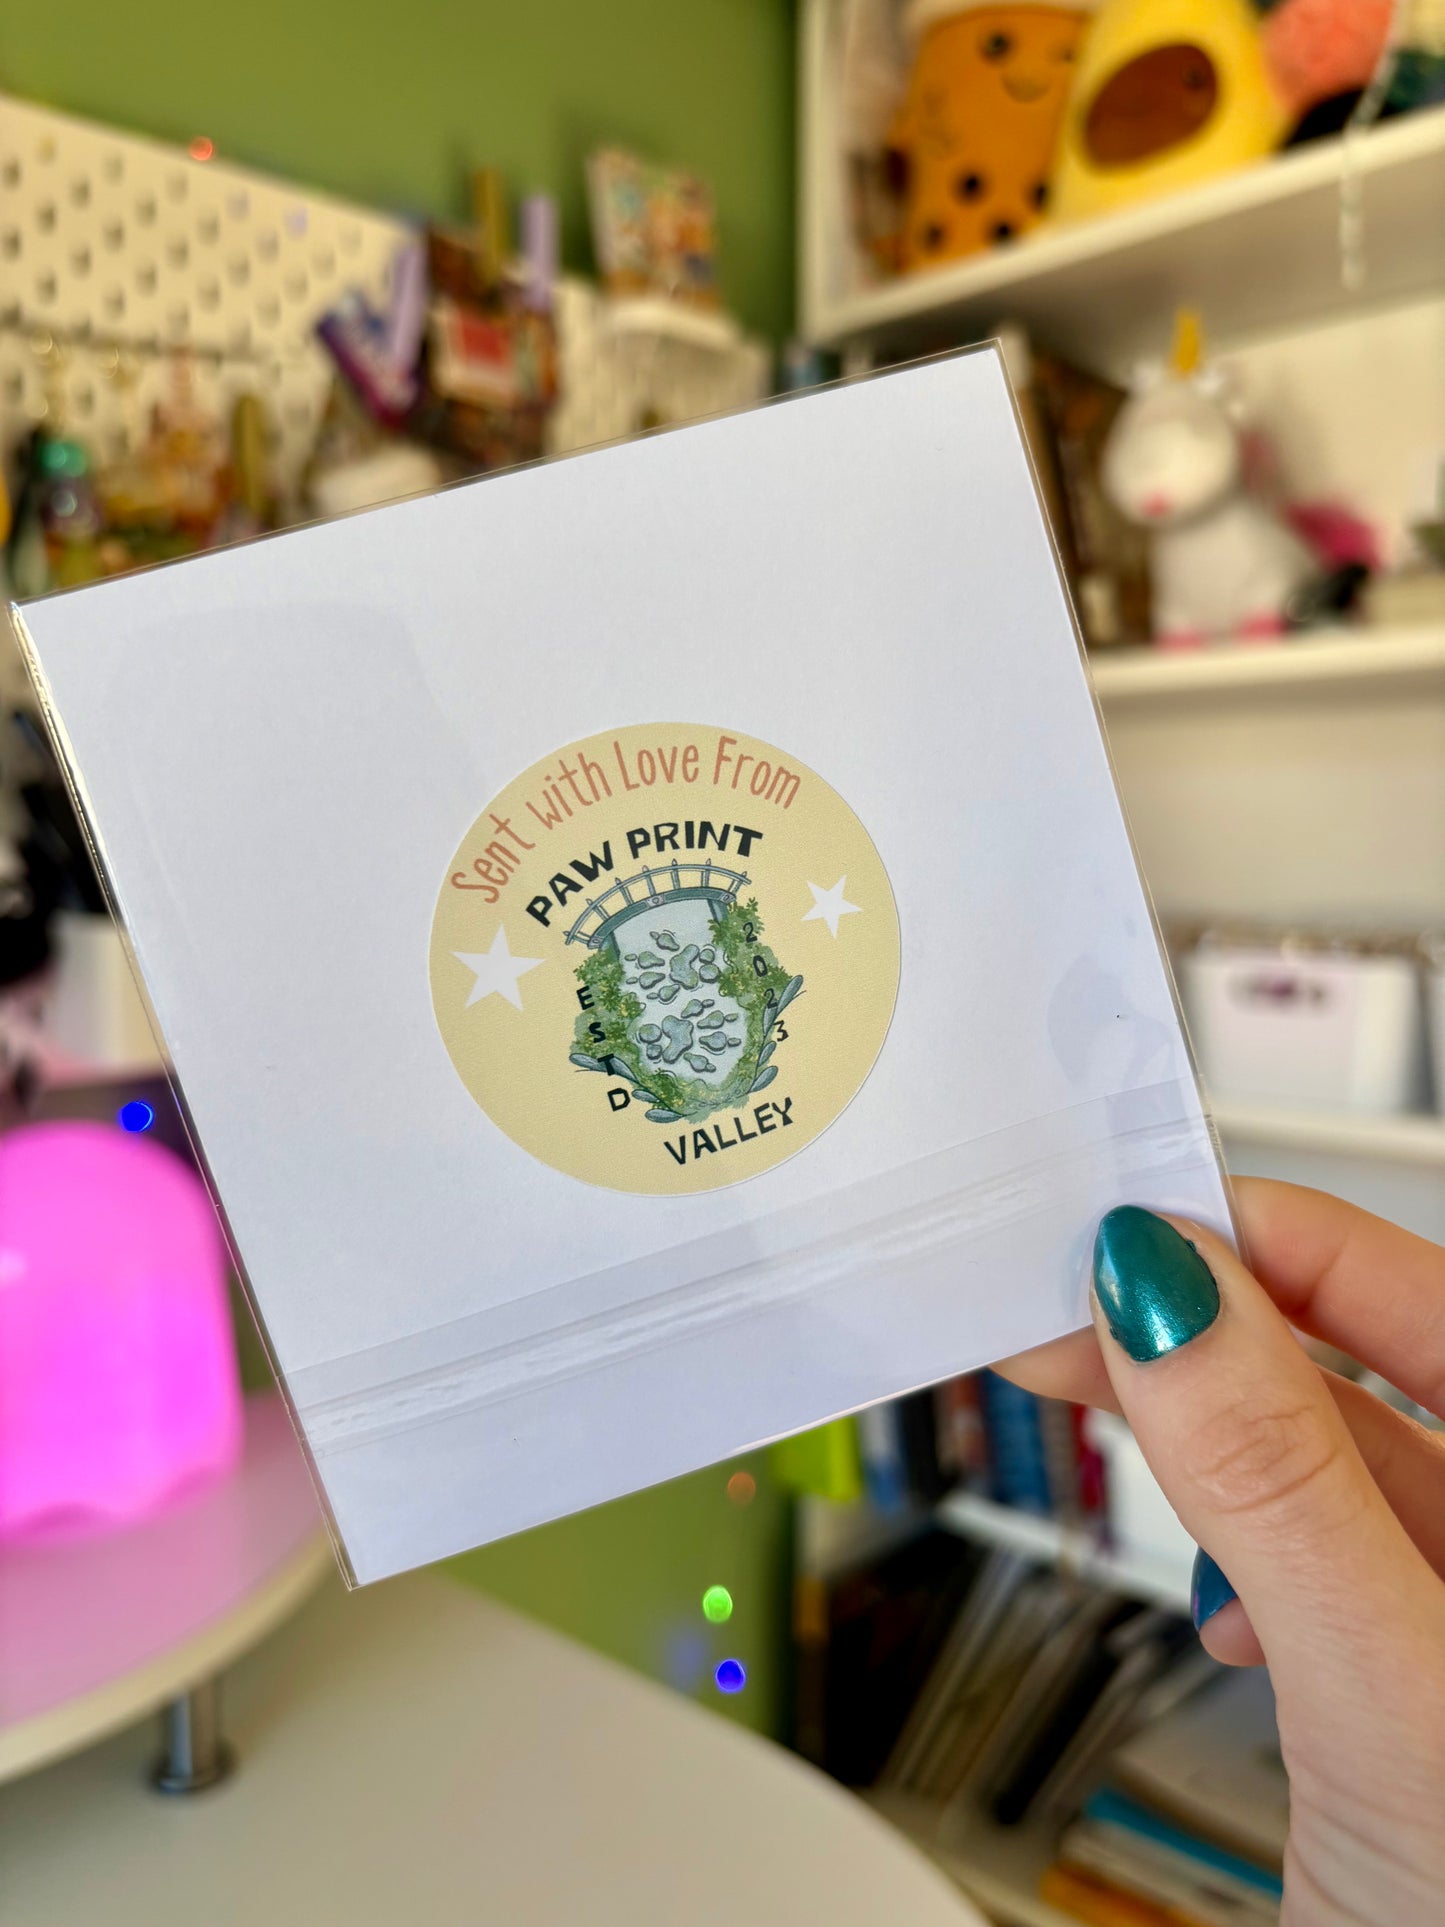 Sent with Love From
PAW PRINT
ESTD
2023
VALLEY